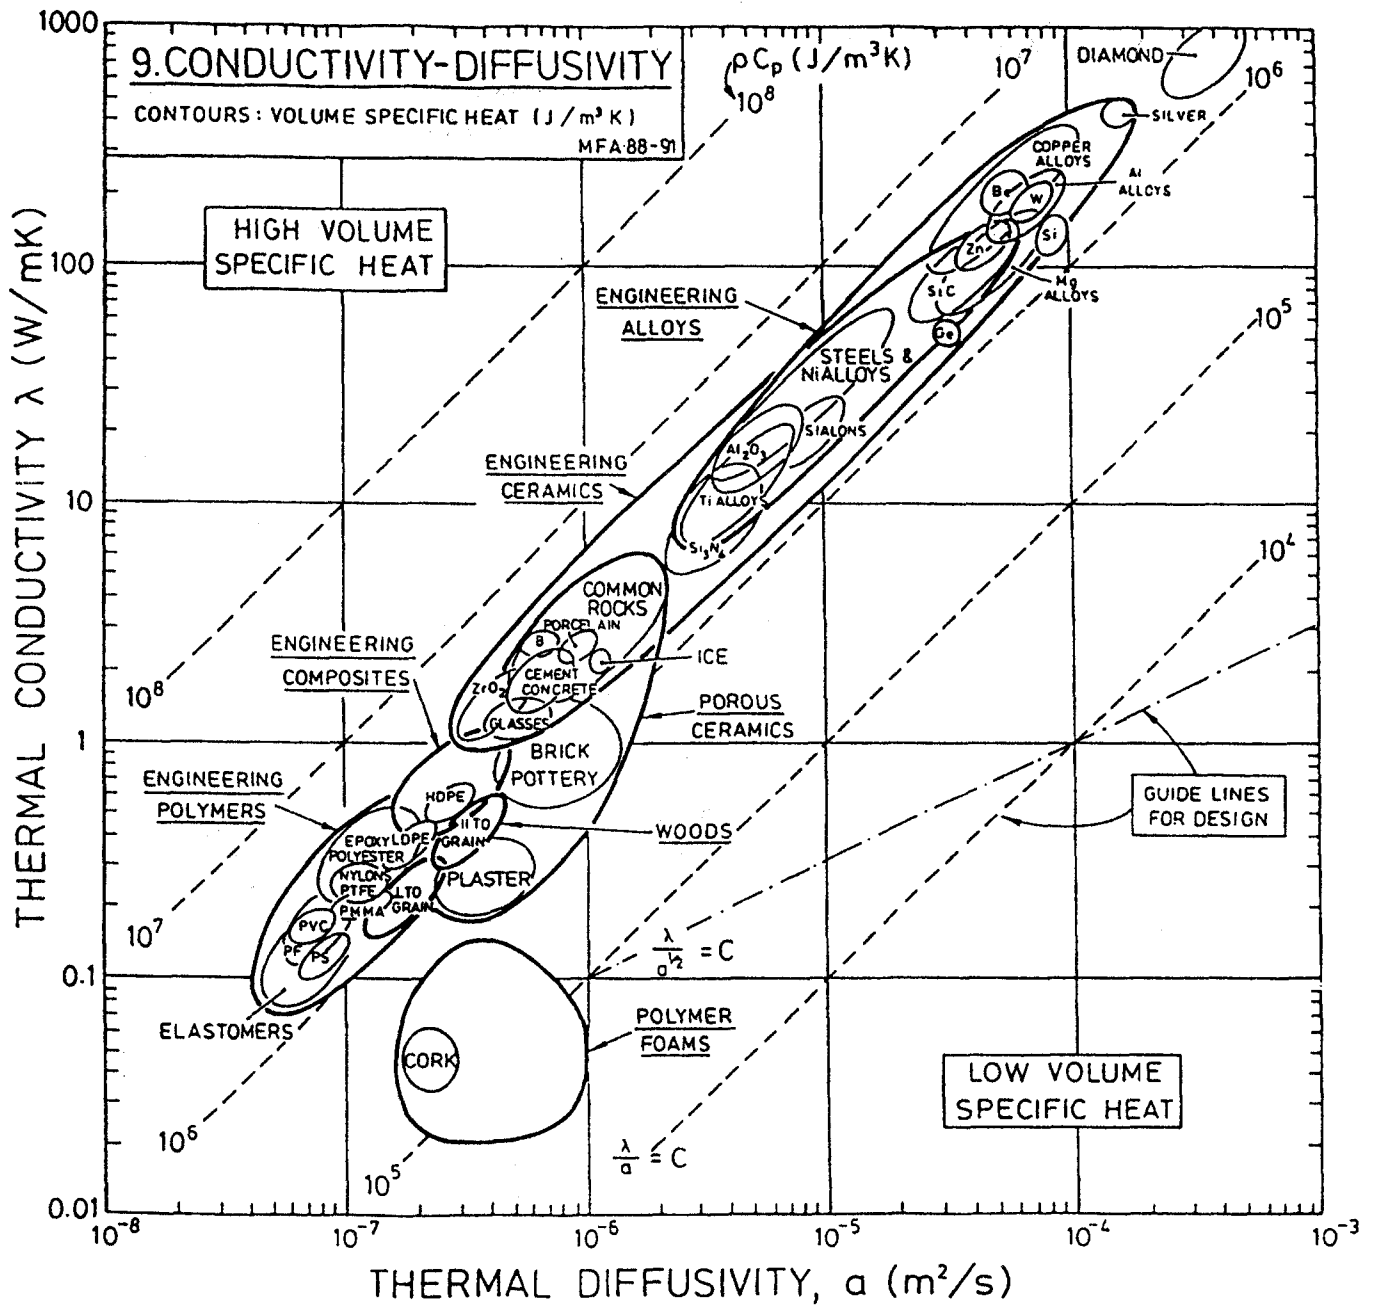 9. CONDUCTIVITY-DIFFUSIVITY
CONTOURS: VOLUME SPECIFIC HEAT (J/m³K)
MFA·88-91
ρCp (J/m³K)
10⁸
10⁷
DIAMOND
10⁶
SILVER
COPPER
ALLOYS
Al
ALLOYS
Be
W
Si
Zn
Mg
ALLOYS
SiC
Ge
10⁵
HIGH VOLUME
SPECIFIC HEAT
ENGINEERING
ALLOYS
STEELS &
Ni ALLOYS
SIALONS
Al₂O₃
ENGINEERING
CERAMICS
Ti ALLOYS
Si₃N₄
10⁴
COMMON
ROCKS
PORCELAIN
B
ICE
ENGINEERING
COMPOSITES
ZrO₂
CEMENT
CONCRETE
10⁸
GLASSES
POROUS
CERAMICS
BRICK
POTTERY
ENGINEERING
POLYMERS
HDPE
GUIDE LINES
FOR DESIGN
II TO
GRAIN
WOODS
EPOXY
LDPE
POLYESTER
NYLONS
PTFE
PLASTER
⊥ TO
GRAIN
PMMA
PVC
PF
PS
10⁷
λ/a^½ = C
ELASTOMERS
POLYMER
FOAMS
CORK
LOW VOLUME
SPECIFIC HEAT
10⁶
10⁵
λ/a = C
1000
100
10
1
0.1
0.01
THERMAL CONDUCTIVITY λ (W/mK)
10⁻⁸
10⁻⁷
10⁻⁶
10⁻⁵
10⁻⁴
10⁻³
THERMAL DIFFUSIVITY, a (m²/s)